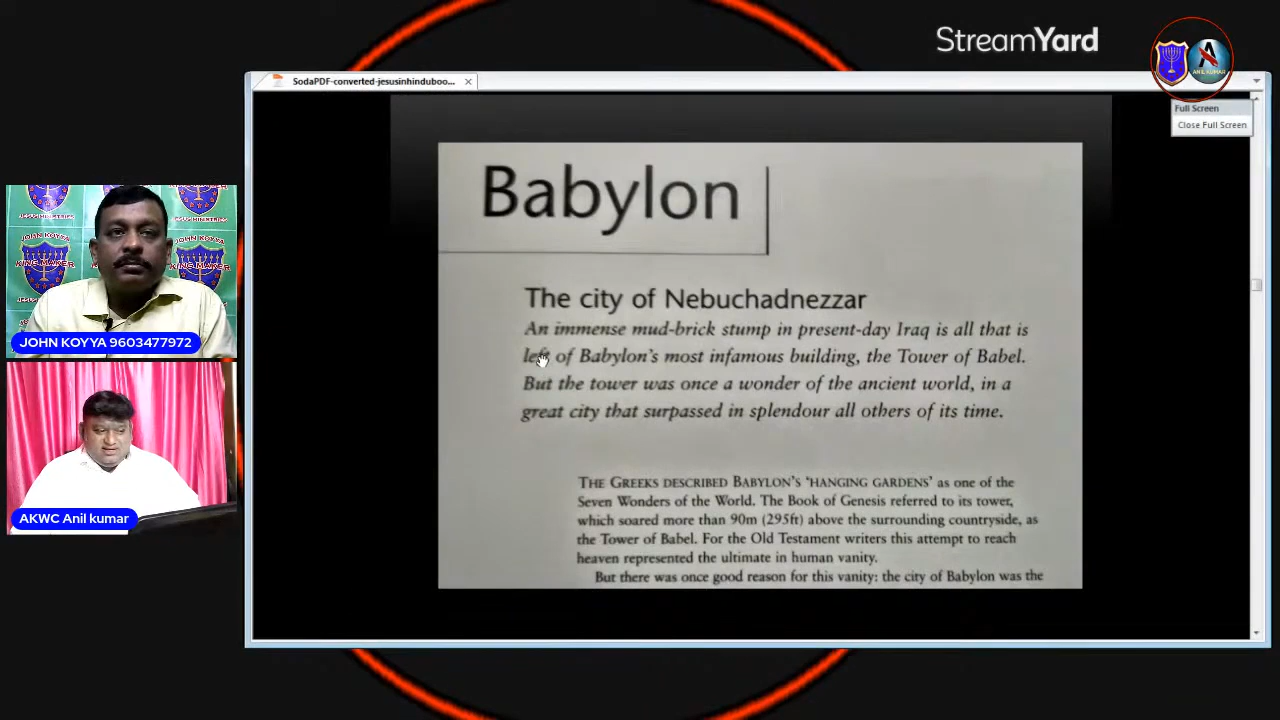 StreamYard
ANIL KUMAR
SodaPDF-converted-jesusinhinduboo...
Full Screen
Close Full Screen
Babylon
The city of Nebuchadnezzar
An immense mud-brick stump in present-day Iraq is all that is
left of Babylon's most infamous building, the Tower of Babel.
But the tower was once a wonder of the ancient world, in a
great city that surpassed in splendour all others of its time.
THE GREEKS DESCRIBED BABYLON'S 'HANGING GARDENS' as one of the
Seven Wonders of the World. The Book of Genesis referred to its tower,
which soared more than 90m (295ft) above the surrounding countryside, as
the Tower of Babel. For the Old Testament writers this attempt to reach
heaven represented the ultimate in human vanity.
But there was once good reason for this vanity: the city of Babylon was the
JOHN KOYYA
KING MAKER
JOHN KOYYA 9603477972
AKWC Anil kumar